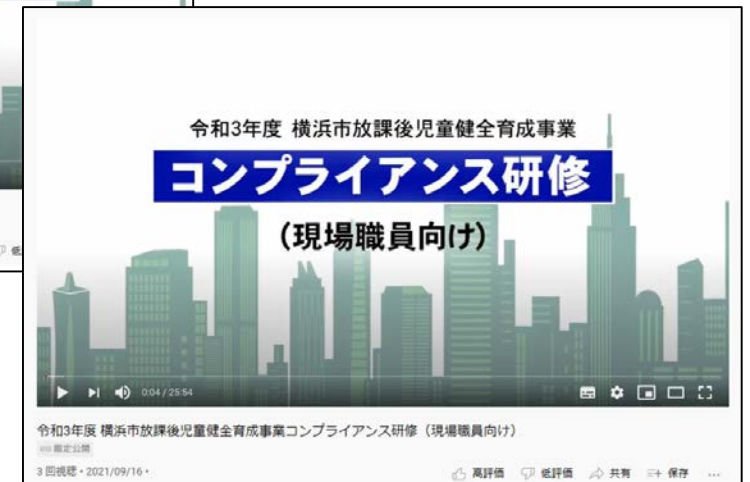 令和3年度 横浜市放課後児童健全育成事業
コンプライアンス研修
（現場職員向け）
0:04 / 25:54
令和3年度 横浜市放課後児童健全育成事業コンプライアンス研修（現場職員向け）
限定公開
3 回視聴・2021/09/16・
高評価 低評価 共有 保存 …
低